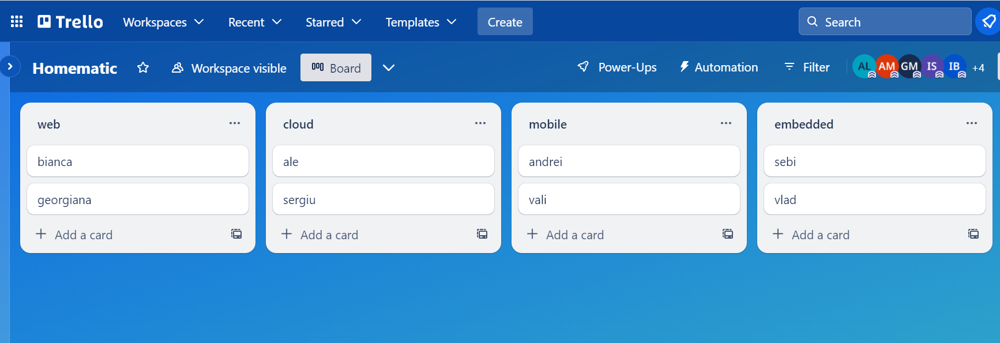 Trello Workspaces Recent Starred Templates Create Search
Homematic Workspace visible Board Power-Ups Automation Filter AL AM GM IS IB +4
web
bianca
georgiana
Add a card
cloud
ale
sergiu
Add a card
mobile
andrei
vali
Add a card
embedded
sebi
vlad
Add a card